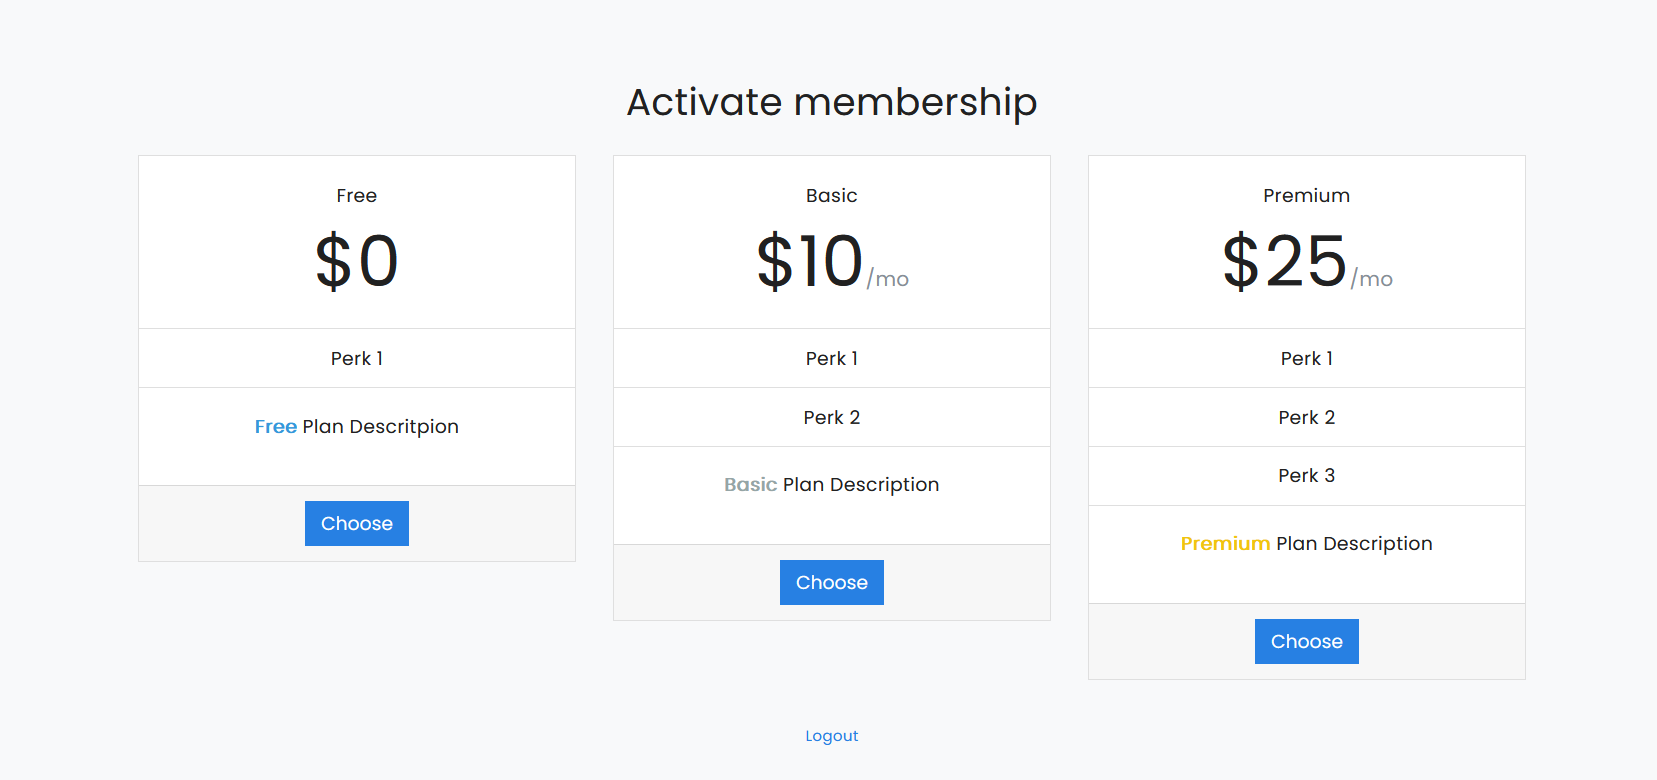 Activate membership
Free
$0
Perk 1
Free Plan Descritpion
Choose
Basic
$10/mo
Perk 1
Perk 2
Basic Plan Description
Choose
Premium
$25/mo
Perk 1
Perk 2
Perk 3
Premium Plan Description
Choose
Logout